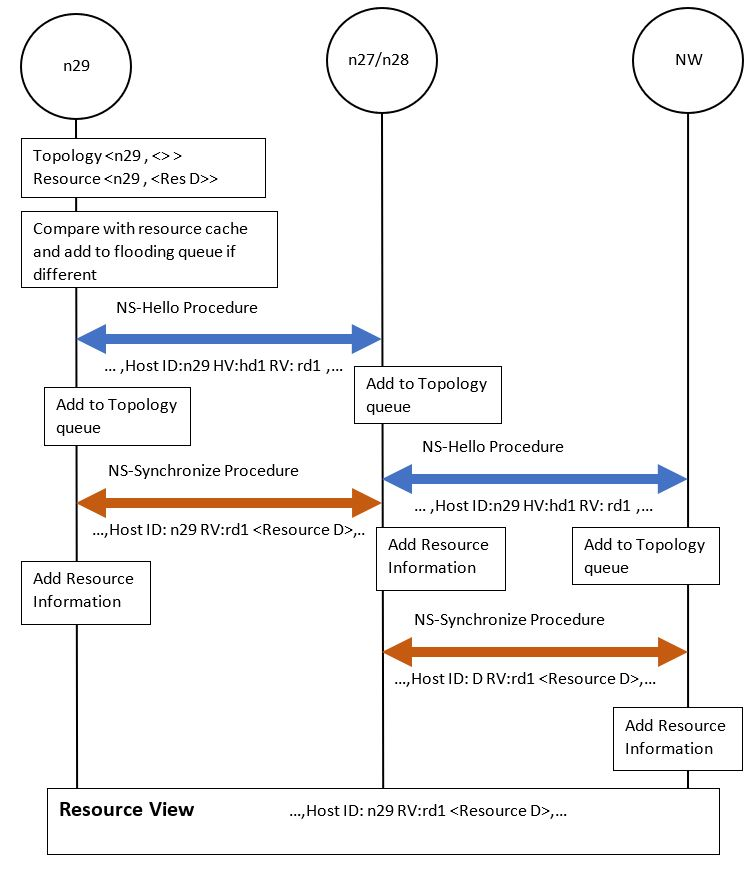 n29
n27/n28
NW
Topology <n29 , <> >
Resource <n29 , <Res D>>
Compare with resource cache
and add to flooding queue if
different
NS-Hello Procedure
... ,Host ID:n29 HV:hd1 RV: rd1 ,...
Add to Topology
queue
Add to Topology
queue
NS-Hello Procedure
NS-Synchronize Procedure
... ,Host ID:n29 HV:hd1 RV: rd1 ,...
...,Host ID: n29 RV:rd1 <Resource D>,..
Add Resource
Information
Add to Topology
queue
Add Resource
Information
NS-Synchronize Procedure
...,Host ID: D RV:rd1 <Resource D>,...
Add Resource
Information
Resource View
...,Host ID: n29 RV:rd1 <Resource D>,...